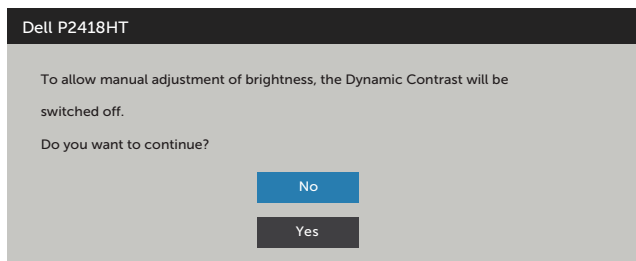 Dell P2418HT
To allow manual adjustment of brightness, the Dynamic Contrast will be
switched off.
Do you want to continue?
No
Yes